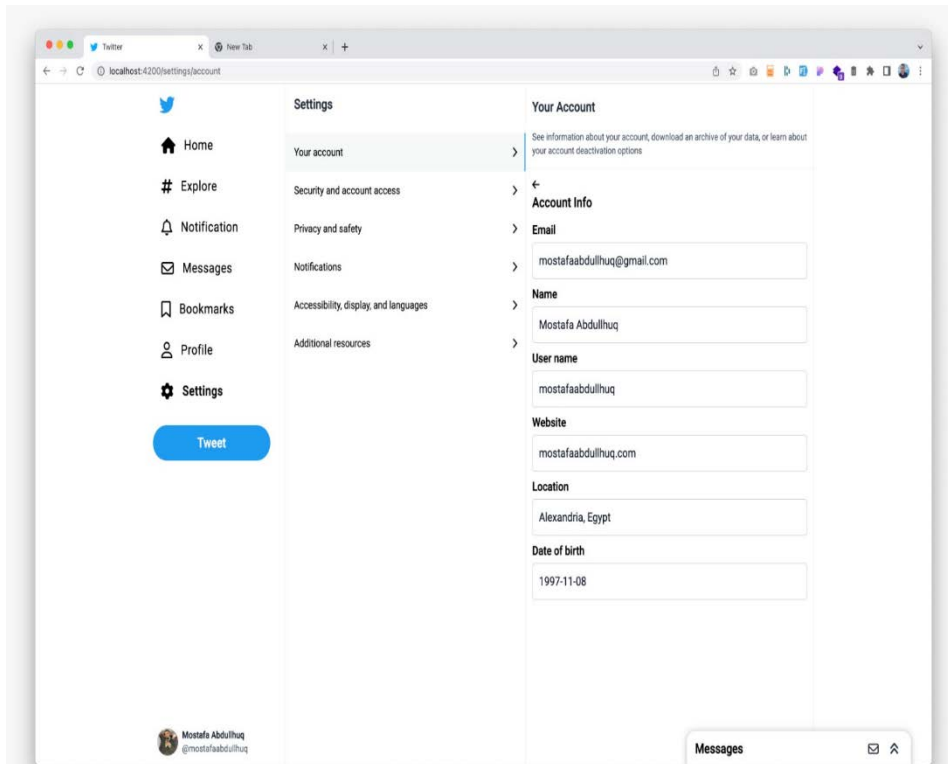 Twitter
New Tab
localhost:4200/settings/account
Home
# Explore
Notification
Messages
Bookmarks
Profile
Settings
Tweet
Mostafa Abdullhuq
@mostafaabdullhuq
Settings
Your account
Security and account access
Privacy and safety
Notifications
Accessibility, display, and languages
Additional resources
Your Account
See information about your account, download an archive of your data, or learn about
your account deactivation options
Account Info
Email
mostafaabdullhuq@gmail.com
Name
Mostafa Abdullhuq
User name
mostafaabdullhuq
Website
mostafaabdullhuq.com
Location
Alexandria, Egypt
Date of birth
1997-11-08
Messages